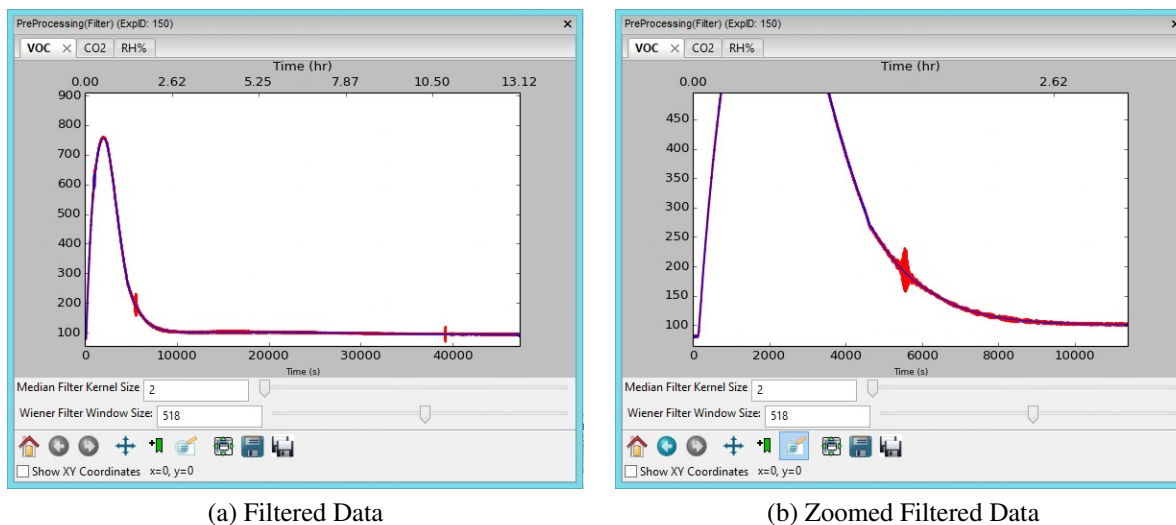 PreProcessing(Filter) (ExpID: 150)
VOC CO2 RH%
Time (hr)
0.00 2.62 5.25 7.87 10.50 13.12
900
800
700
600
500
400
300
200
100
0 10000 20000 30000 40000
Time (s)
Median Filter Kernel Size 2
Wiener Filter Window Size: 518
Show XY Coordinates x=0, y=0
(a) Filtered Data
PreProcessing(Filter) (ExpID: 150)
VOC CO2 RH%
Time (hr)
0.00 2.62
450
400
350
300
250
200
150
100
0 2000 4000 6000 8000 10000
Time (s)
Median Filter Kernel Size 2
Wiener Filter Window Size: 518
Show XY Coordinates x=0, y=0
(b) Zoomed Filtered Data